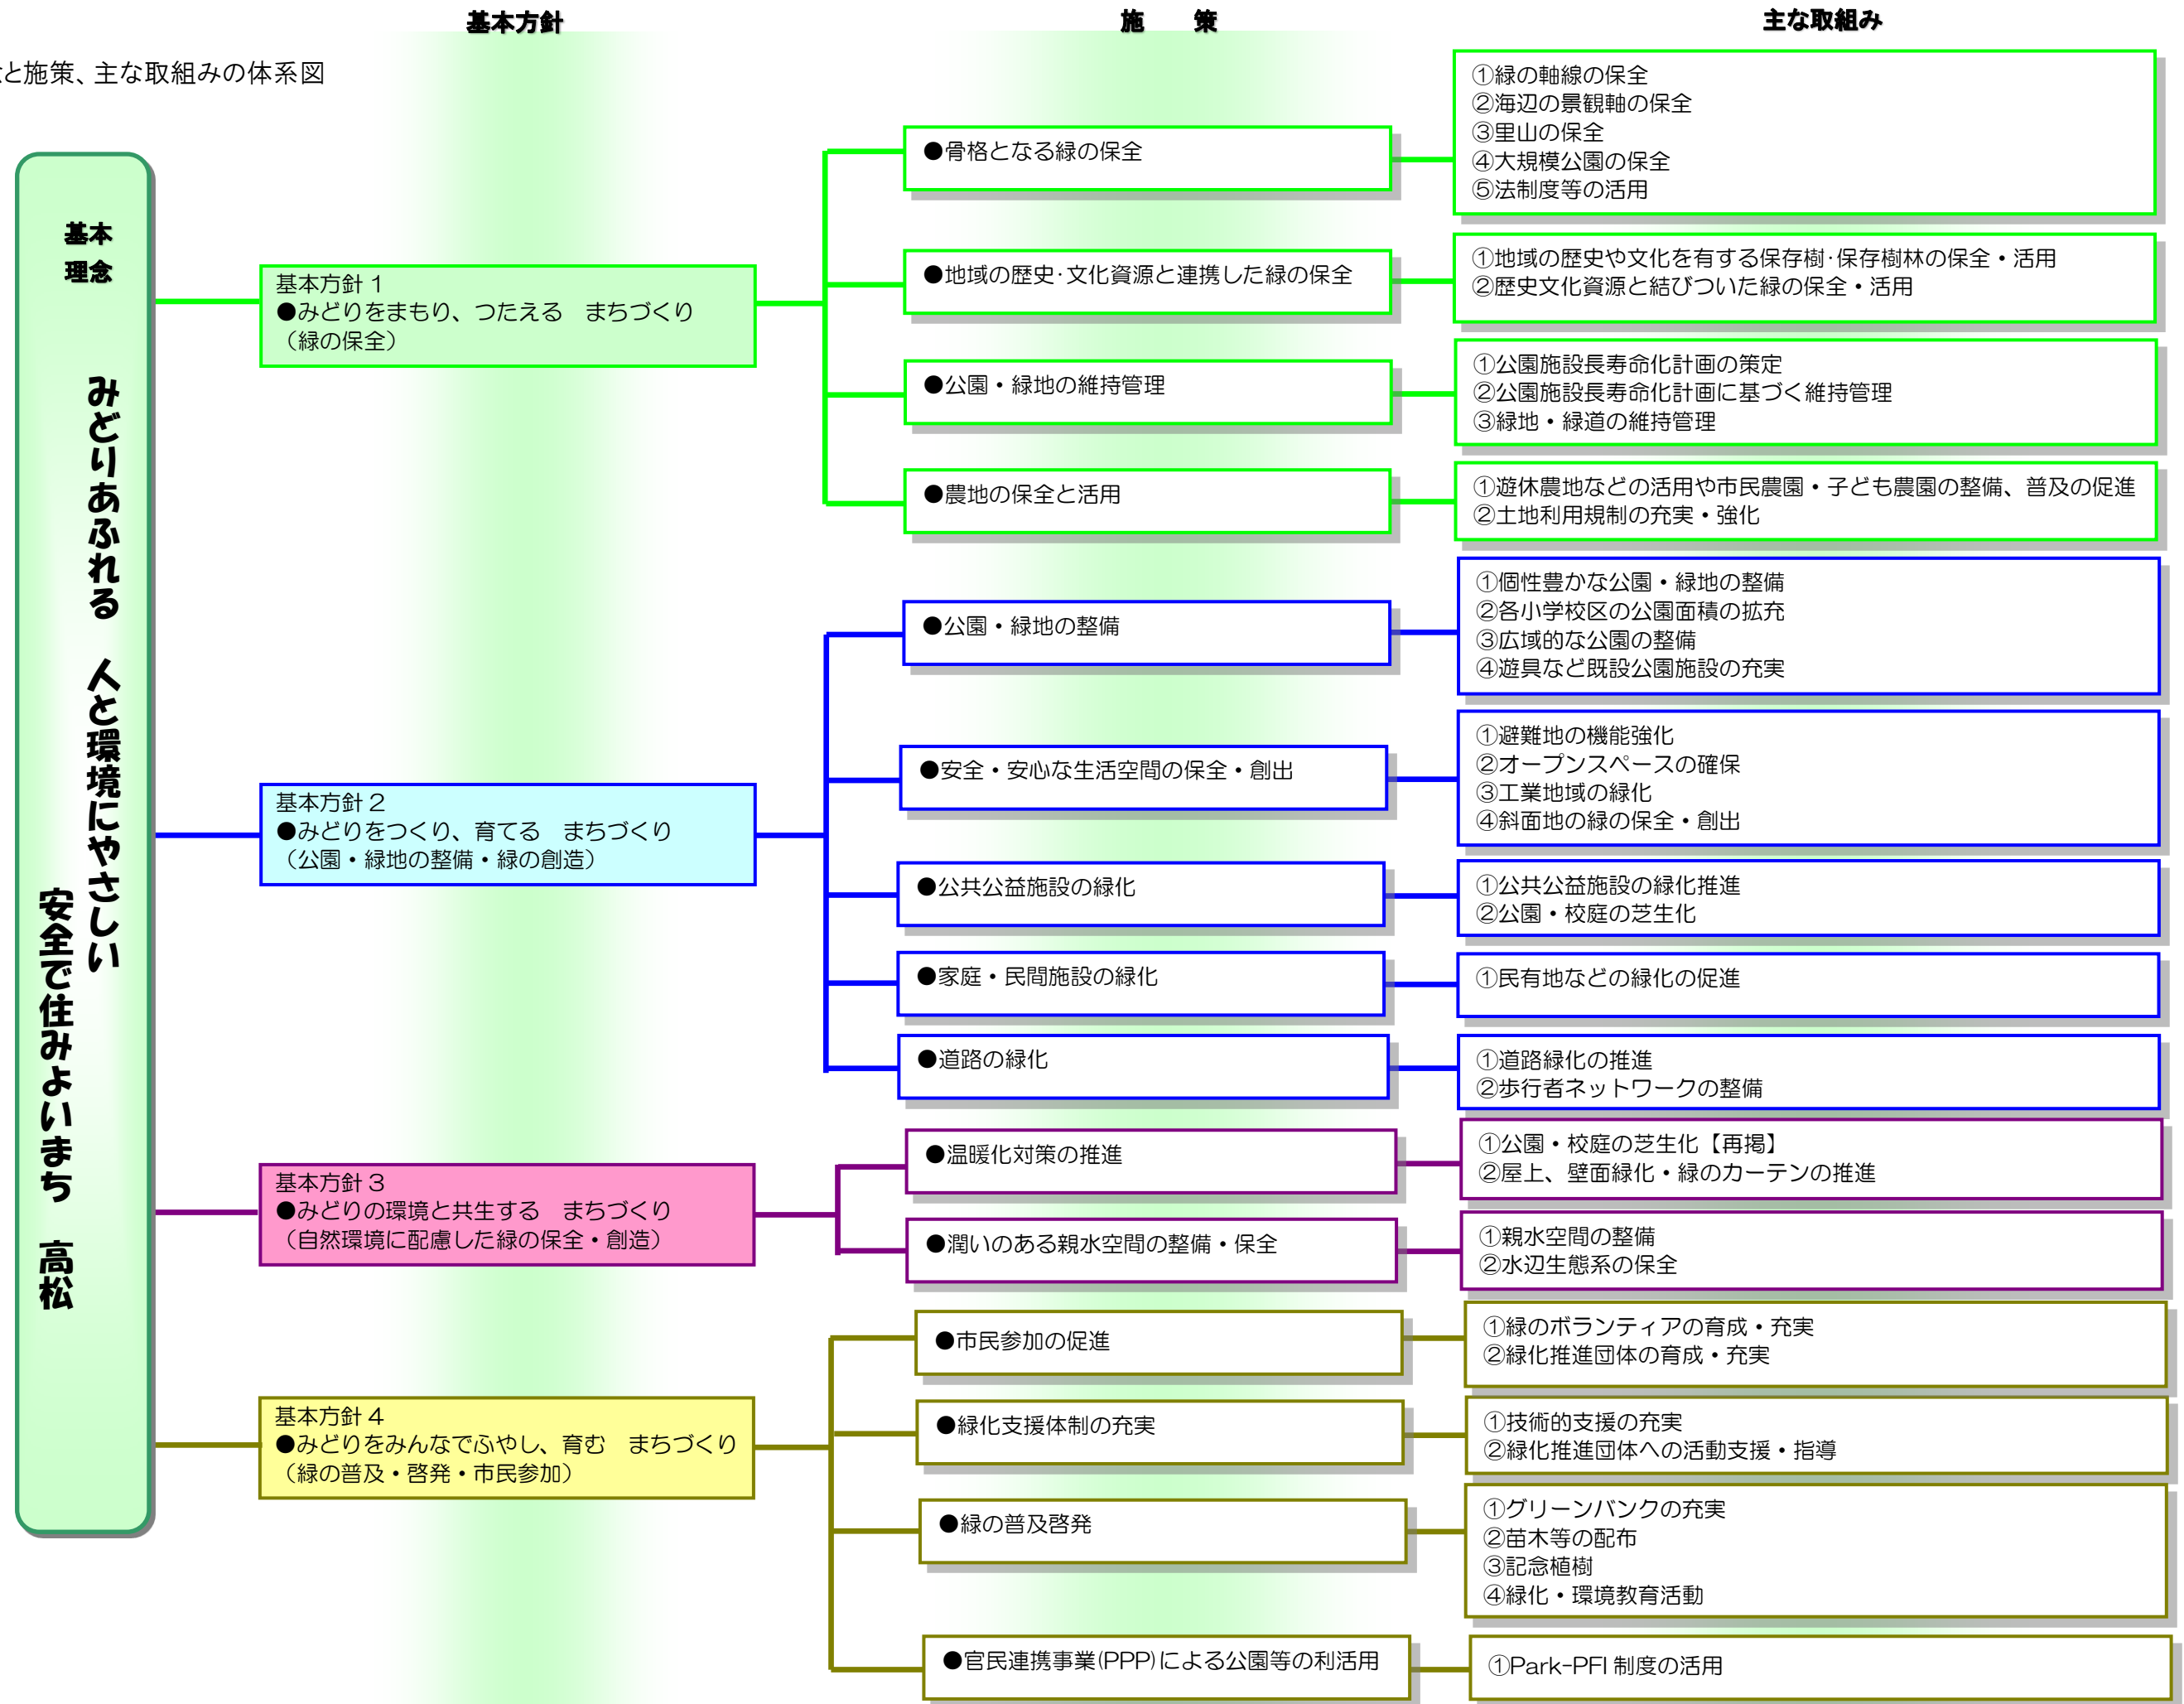 基本方針
施　　策
主な取組み
と施策、主な取組みの体系図
基本
理念
みどりあふれる　人と環境にやさしい
安全で住みよいまち　高松
基本方針 1
●みどりをまもり、つたえる　まちづくり
（緑の保全）
●骨格となる緑の保全
①緑の軸線の保全
②海辺の景観軸の保全
③里山の保全
④大規模公園の保全
⑤法制度等の活用
●地域の歴史･文化資源と連携した緑の保全
①地域の歴史や文化を有する保存樹･保存樹林の保全・活用
②歴史文化資源と結びついた緑の保全・活用
●公園・緑地の維持管理
①公園施設長寿命化計画の策定
②公園施設長寿命化計画に基づく維持管理
③緑地・緑道の維持管理
●農地の保全と活用
①遊休農地などの活用や市民農園・子ども農園の整備、普及の促進
②土地利用規制の充実・強化
基本方針 2
●みどりをつくり、育てる　まちづくり
（公園・緑地の整備・緑の創造）
●公園・緑地の整備
①個性豊かな公園・緑地の整備
②各小学校区の公園面積の拡充
③広域的な公園の整備
④遊具など既設公園施設の充実
●安全・安心な生活空間の保全・創出
①避難地の機能強化
②オープンスペースの確保
③工業地域の緑化
④斜面地の緑の保全・創出
●公共公益施設の緑化
①公共公益施設の緑化推進
②公園・校庭の芝生化
●家庭・民間施設の緑化
①民有地などの緑化の促進
●道路の緑化
①道路緑化の推進
②歩行者ネットワークの整備
基本方針 3
●みどりの環境と共生する　まちづくり
（自然環境に配慮した緑の保全・創造）
●温暖化対策の推進
①公園・校庭の芝生化【再掲】
②屋上、壁面緑化・緑のカーテンの推進
●潤いのある親水空間の整備・保全
①親水空間の整備
②水辺生態系の保全
基本方針 4
●みどりをみんなでふやし、育む　まちづくり
（緑の普及・啓発・市民参加）
●市民参加の促進
①緑のボランティアの育成・充実
②緑化推進団体の育成・充実
●緑化支援体制の充実
①技術的支援の充実
②緑化推進団体への活動支援・指導
●緑の普及啓発
①グリーンバンクの充実
②苗木等の配布
③記念植樹
④緑化・環境教育活動
●官民連携事業(PPP)による公園等の利活用
①Park-PFI 制度の活用